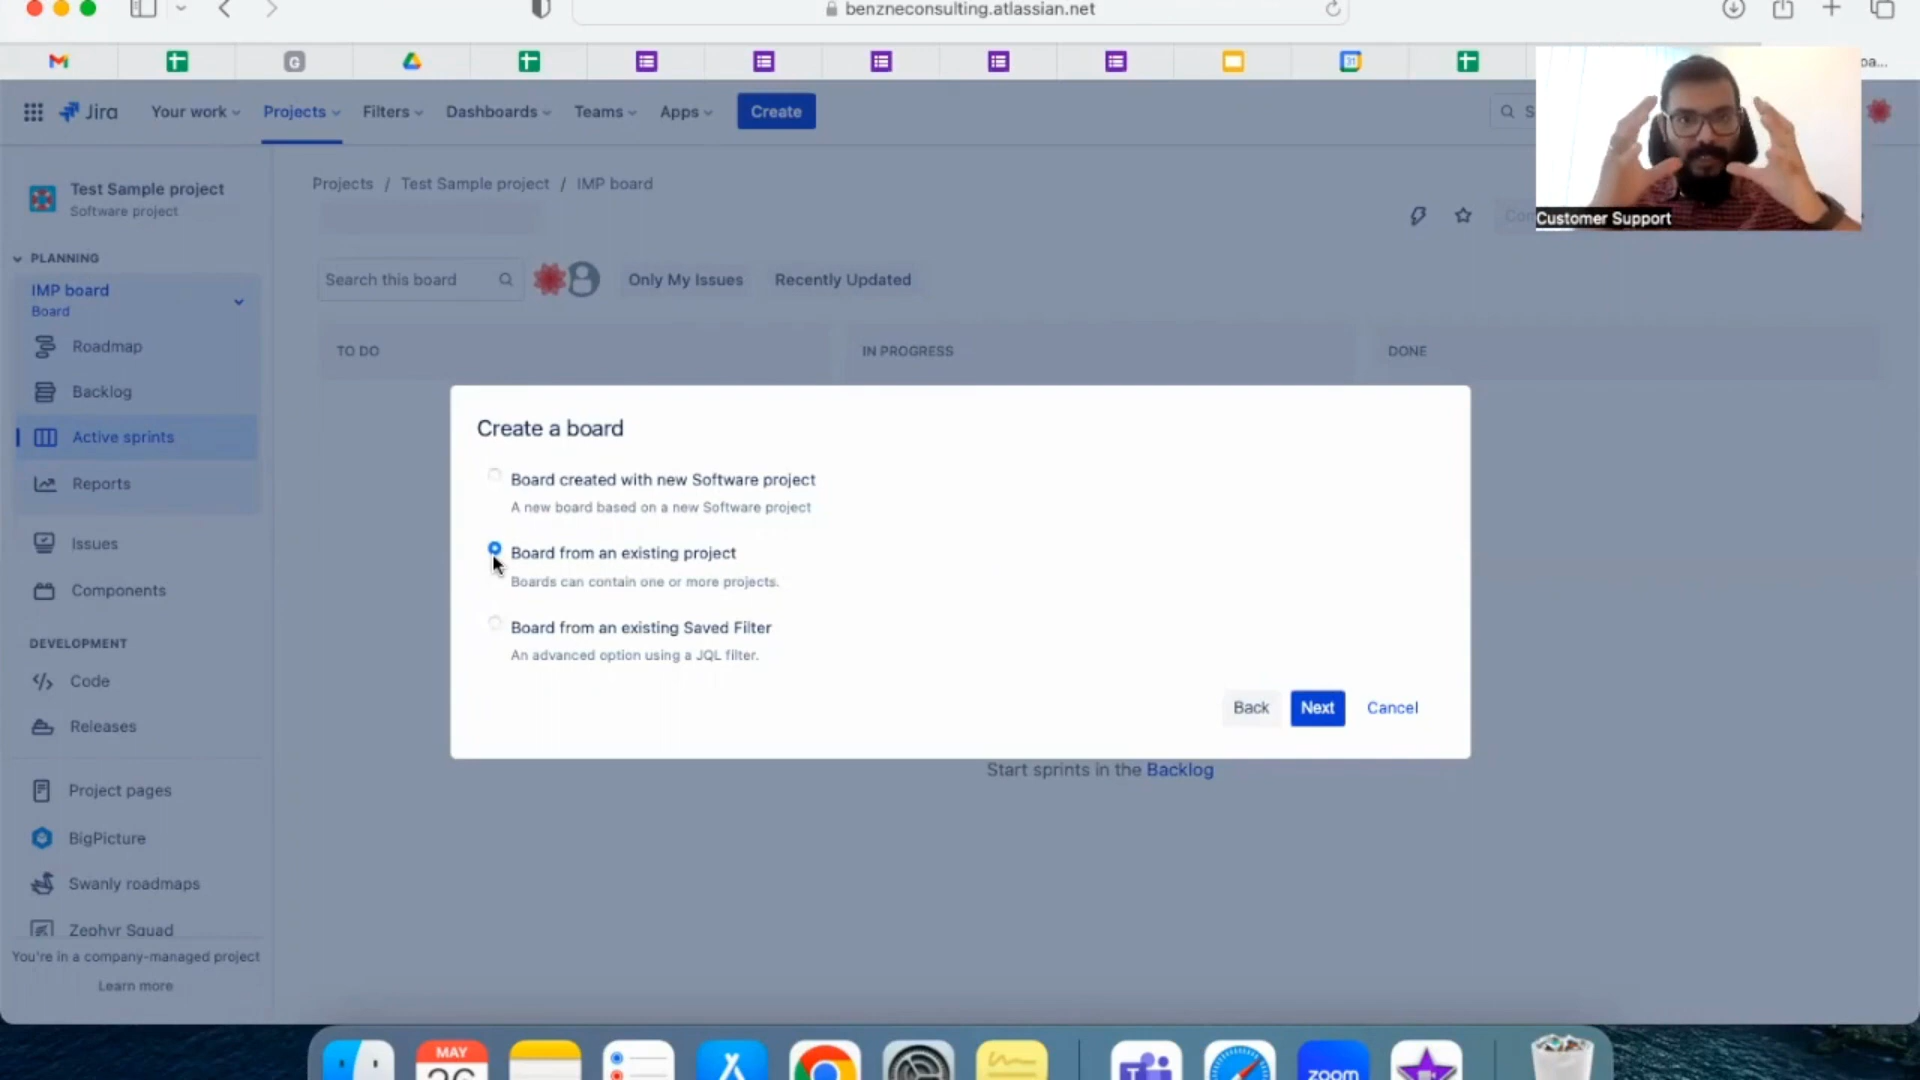 benzneconsulting.atlassian.net
Jira
Your work
Projects
Filters
Dashboards
Teams
Apps
Create
Customer Support
Test Sample project
Software project
Projects / Test Sample project / IMP board
PLANNING
IMP board
Board
Search this board
Only My Issues
Recently Updated
Roadmap
TO DO
IN PROGRESS
DONE
Backlog
Active sprints
Reports
Issues
Components
Create a board
Board created with new Software project
A new board based on a new Software project
Board from an existing project
Boards can contain one or more projects.
Board from an existing Saved Filter
An advanced option using a JQL filter.
Back
Next
Cancel
Start sprints in the Backlog
DEVELOPMENT
Code
Releases
Project pages
BigPicture
Swanly roadmaps
Zephyr Squad
You're in a company-managed project
Learn more
MAY
26
zoom